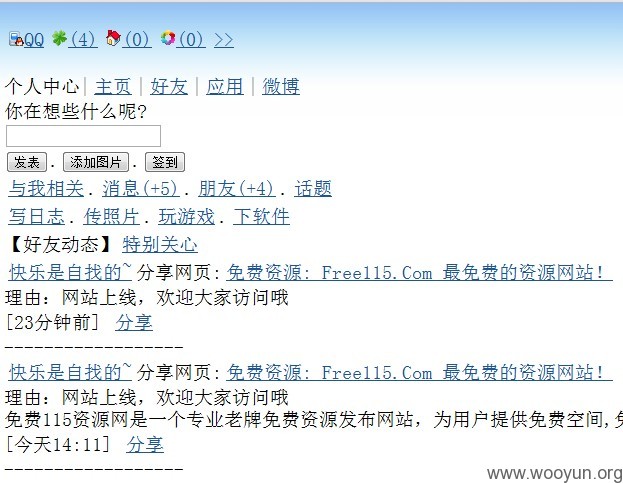 QQ (4) (0) (0) >>
个人中心| 主页 | 好友 | 应用 | 微博
你在想些什么呢?
发表 . 添加图片 . 签到
与我相关 . 消息(+5) . 朋友(+4) . 话题
写日志 . 传照片 . 玩游戏 . 下软件
【好友动态】 特别关心
快乐是自找的~ 分享网页: 免费资源: Free115.Com 最免费的资源网站!
理由: 网站上线，欢迎大家访问哦
[23分钟前] 分享
------------------
快乐是自找的~ 分享网页: 免费资源: Free115.Com 最免费的资源网站!
理由: 网站上线，欢迎大家访问哦
免费115资源网是一个专业老牌免费资源发布网站，为用户提供免费空间,
[今天14:11] 分享
------------------
www.wooyun.org